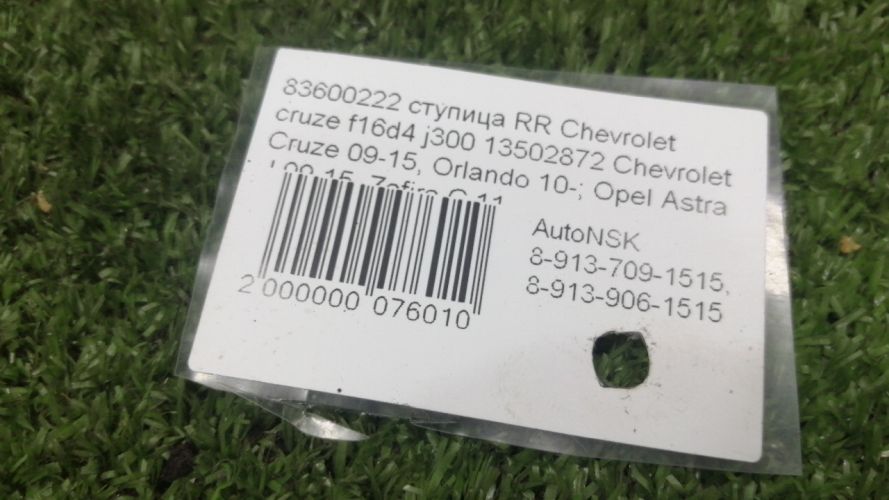 83600222 ступица RR Chevrolet
cruze f16d4 j300 13502872 Chevrolet
Cruze 09-15, Orlando 10-; Opel Astra
AutoNSK
8-913-709-1515,
8-913-906-1515
2 000000 076010